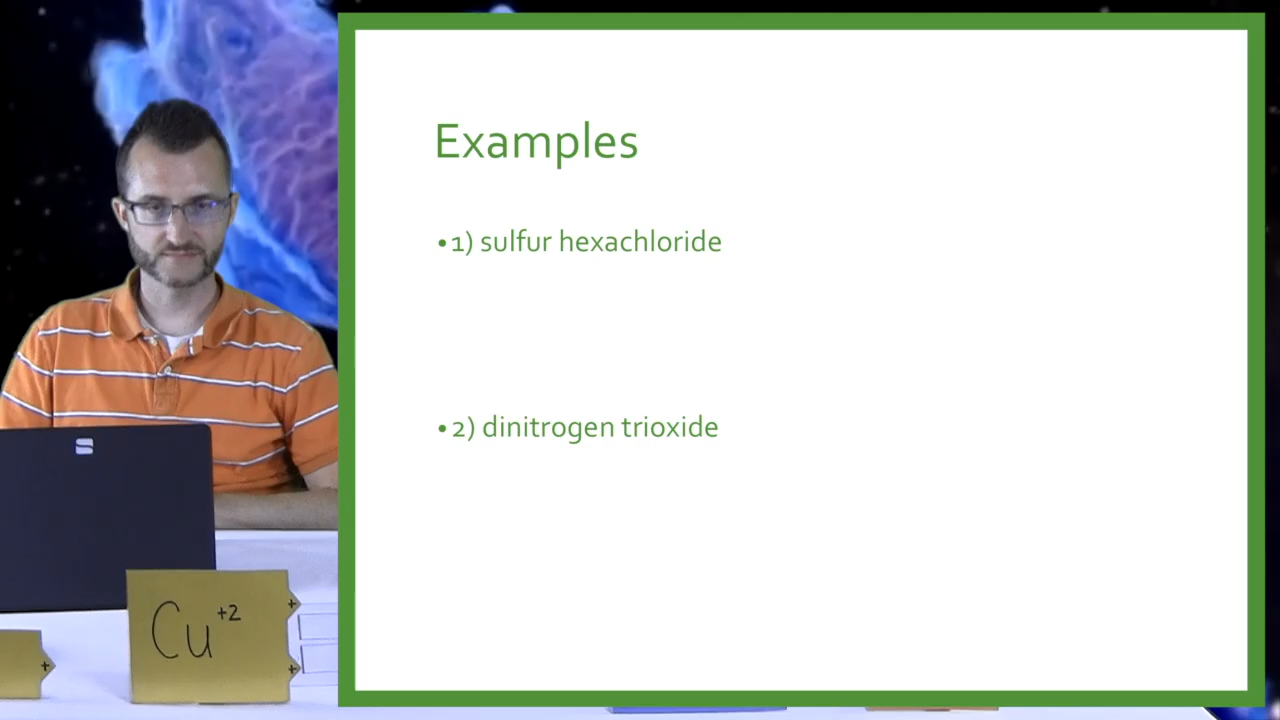 Examples
•1) sulfur hexachloride
•2) dinitrogen trioxide
Cu+2
+
+
+